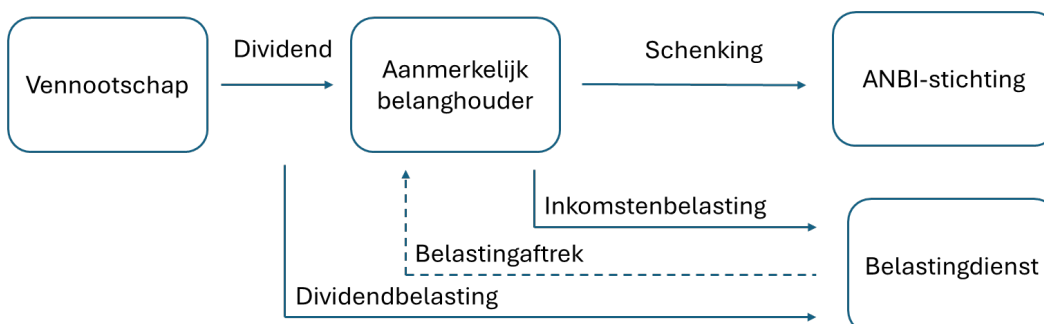 Vennootschap
Dividend
Aanmerkelijk
belanghouder
Schenking
ANBI-stichting
Inkomstenbelasting
Belastingaftrek
Dividendbelasting
Belastingdienst